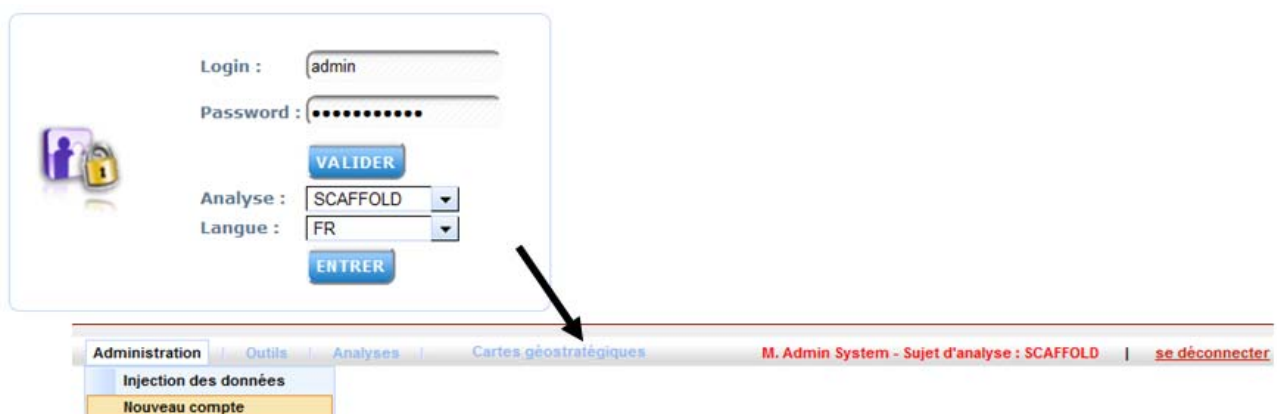 Login : admin
Password : •••••••••••
VALIDER
Analyse : SCAFFOLD
Langue : FR
ENTRER
Administration | Outils | Analyses | Cartes géostratégiques M. Admin System - Sujet d'analyse : SCAFFOLD | se déconnecter
Injection des données
Nouveau compte